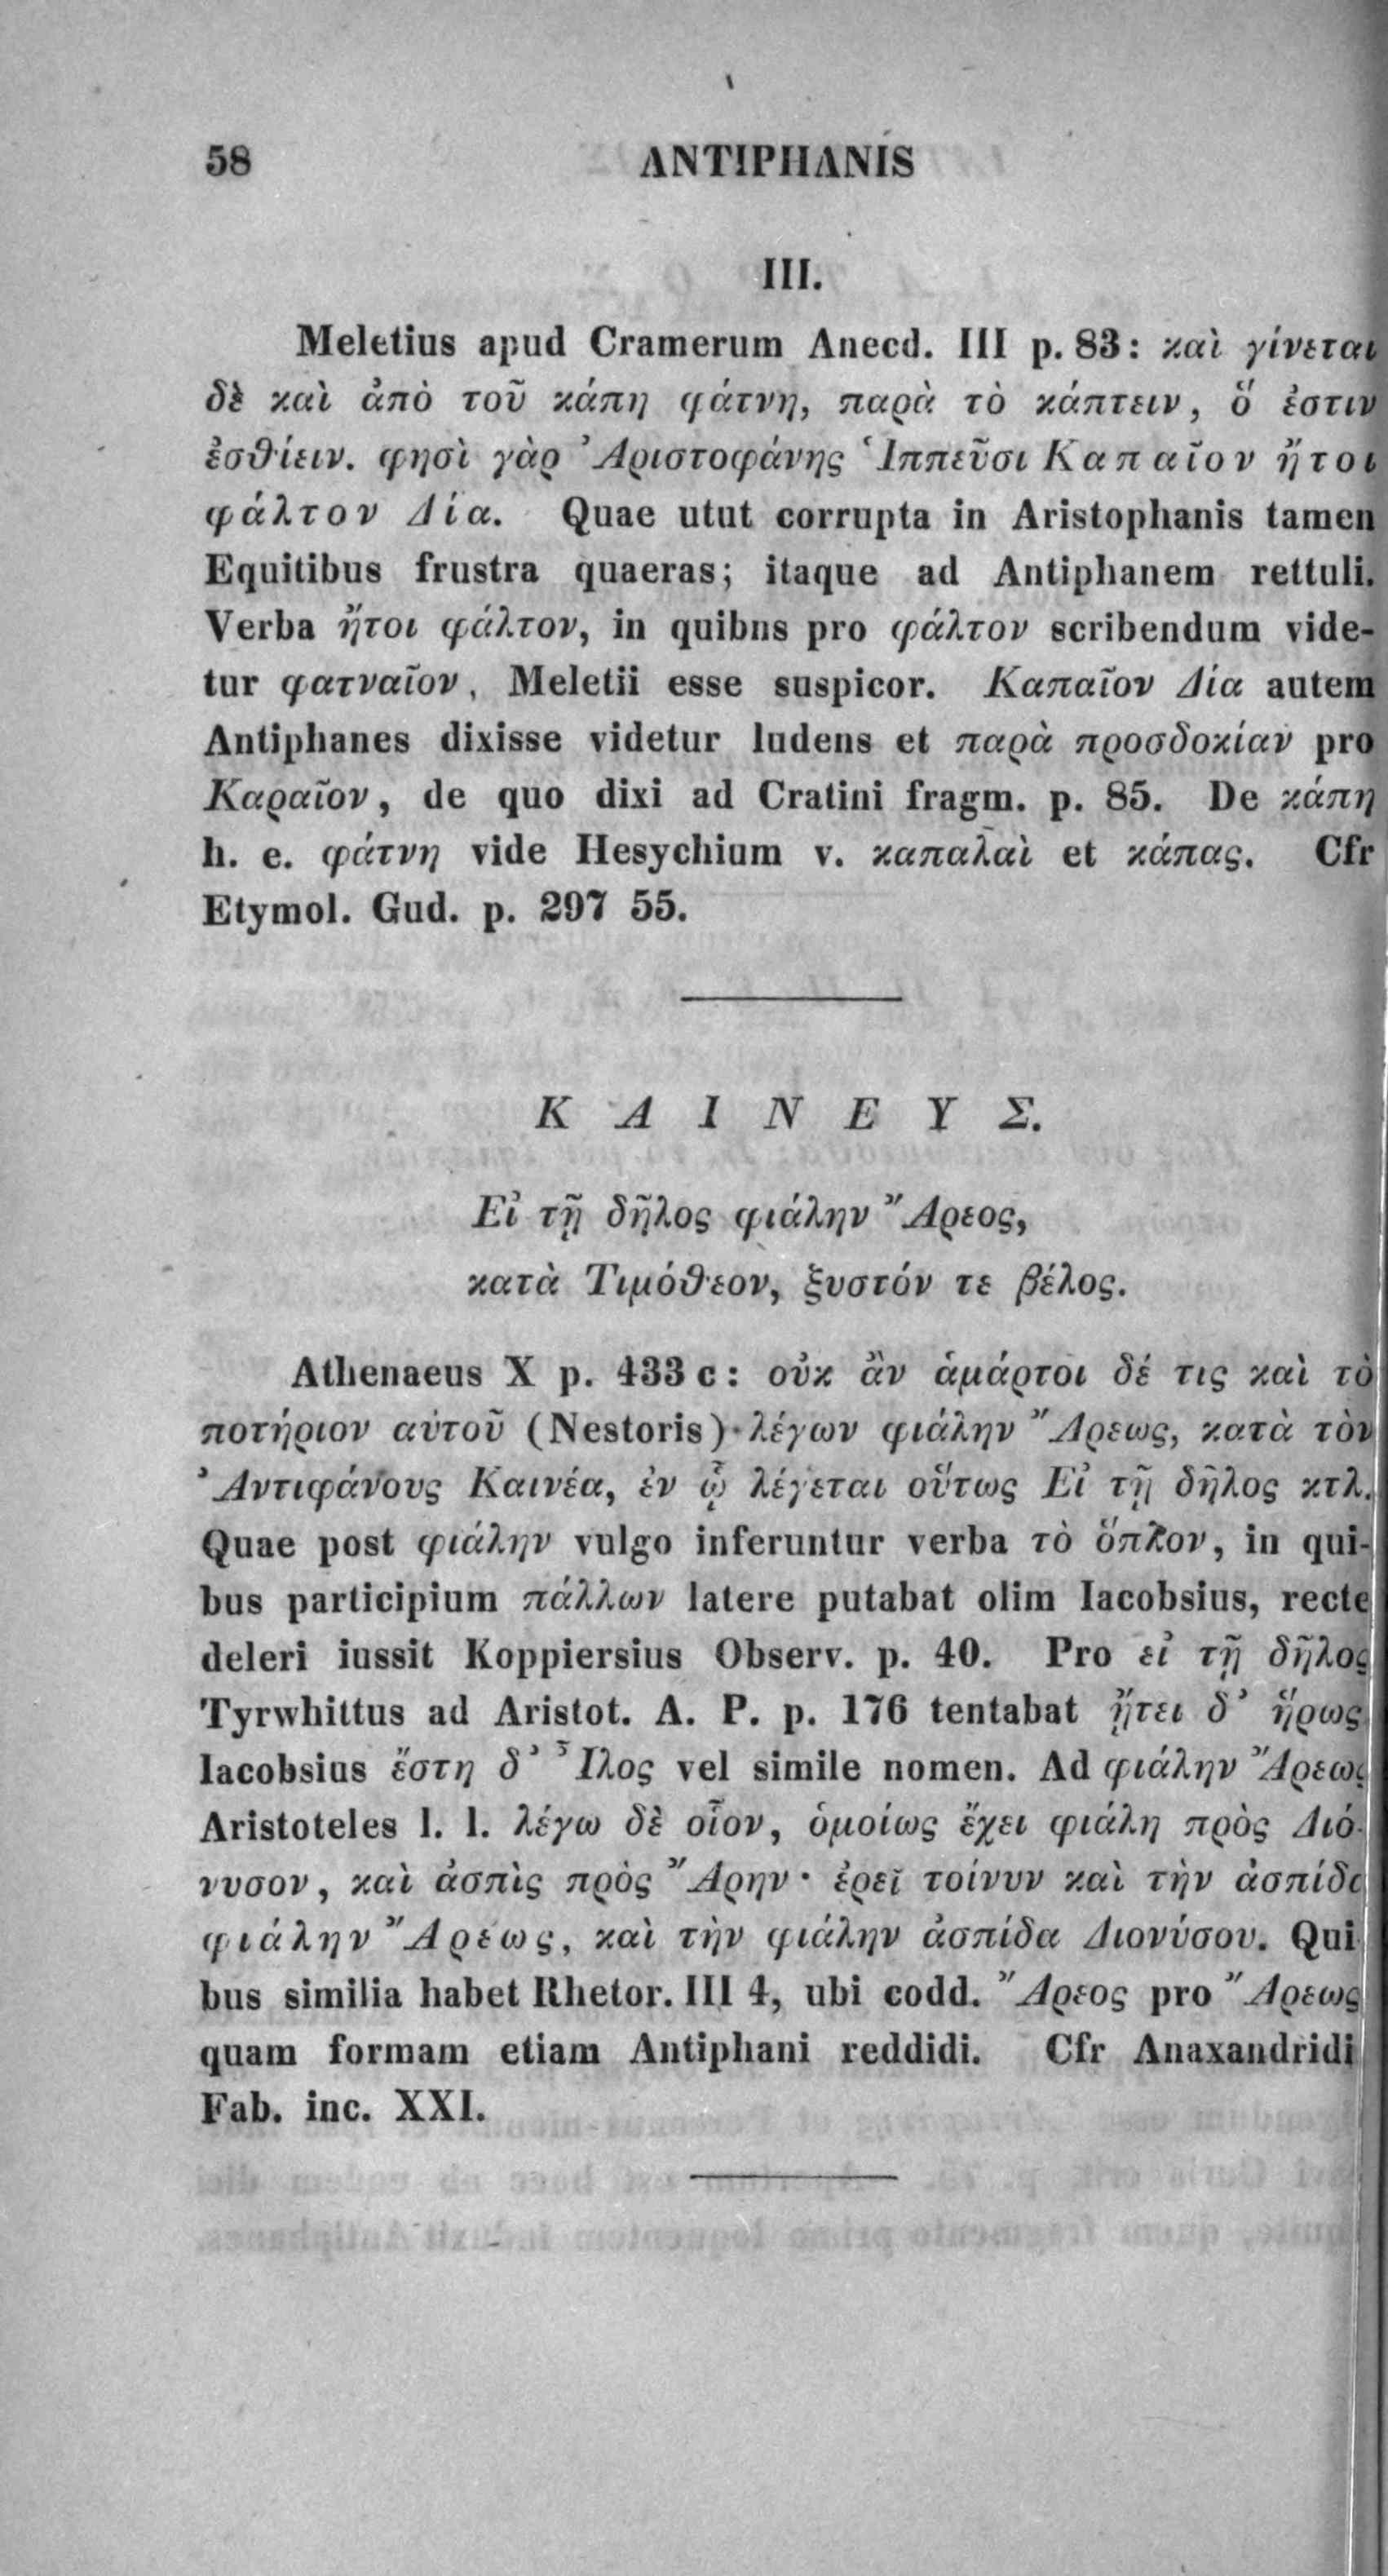 58 ANTIPHANIS
III.
Meletius apud Cramerum Anecd. III p. 83: καὶ γίνεται
δὲ καὶ ἀπὸ τοῦ κάπη φάτνη, παρὰ τὸ κάπτειν, ὅ ἐστιν
ἐσθίειν. φησὶ γὰρ Ἀριστοφάνης Ἱππεῦσι Καπαῖον ἤτοι
φάλτον Δία. Quae utut corrupta in Aristophanis tamen
Equitibus frustra quaeras; itaque ad Antiphanem rettuli.
Verba ἤτοι φάλτον, in quibns pro φάλτον scribendum vide-
tur φατναῖον, Meletii esse suspicor. Καπαῖον Δία autem
Antiphanes dixisse videtur ludens et παρὰ προσδοκίαν pro
Καραῖον, de quo dixi ad Cratini fragm. p. 85. De κάπη
h. e. φάτνη vide Hesychium v. καπαλαὶ et κάπας. Cfr
Etymol. Gud. p. 297 55.
ΚΑΙΝΕΥΣ.
Εἰ τῇ δῆλος φιάλην Ἄρεος,
κατὰ Τιμόθεον, ξυστόν τε βέλος.
Athenaeus X p. 433 c: οὐκ ἂν ἁμάρτοι δέ τις καὶ τὸ
ποτήριον αὐτοῦ (Nestoris) λέγων φιάλην Ἄρεως, κατὰ τὸν
Ἀντιφάνους Καινέα, ἐν ᾧ λέγεται οὕτως Εἰ τῇ δῆλος κτλ.
Quae post φιάλην vulgo inferuntur verba τὸ ὅπλον, in qui-
bus participium πάλλων latere putabat olim Iacobsius, recte
deleri iussit Koppiersius Observ. p. 40. Pro εἰ τῇ δῆλος
Tyrwhittus ad Aristot. A. P. p. 176 tentabat ᾔτει δ' ἥρως
Iacobsius ἔστη δ' Ἶλος vel simile nomen. Ad φιάλην Ἄρεως
Aristoteles l. l. λέγω δὲ οἷον, ὁμοίως ἔχει φιάλη πρὸς Διό-
νυσον, καὶ ἀσπὶς πρὸς Ἄρην· ἐρεῖ τοίνυν καὶ τὴν ἀσπίδα
φιάλην Ἄρεως, καὶ τὴν φιάλην ἀσπίδα Διονύσου. Qui
bus similia habet Rhetor. III 4, ubi codd. Ἄρεος pro Ἄρεως
quam formam etiam Antiphani reddidi. Cfr Anaxandridi
Fab. inc. XXI.